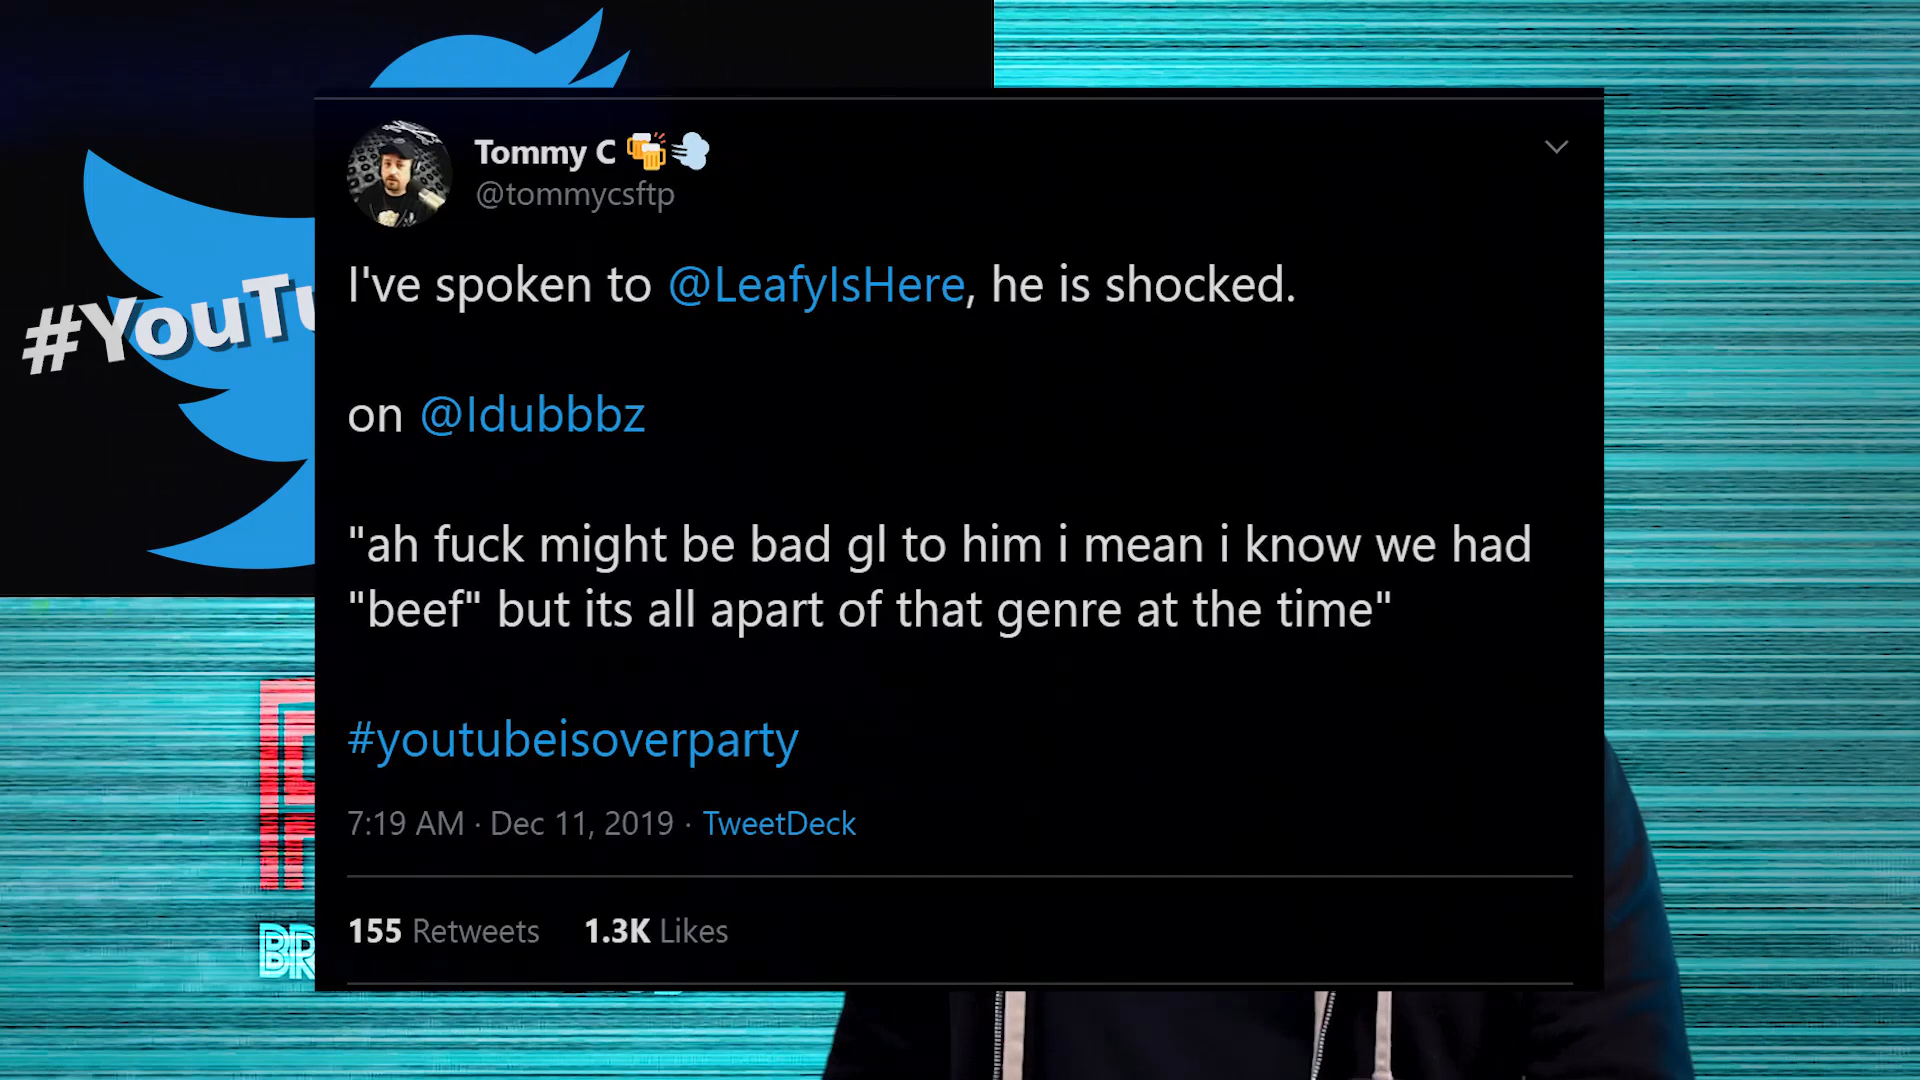 Tommy C
@tommycsftp
I've spoken to @LeafyIsHere, he is shocked.
on @Idubbbz
"ah fuck might be bad gl to him i mean i know we had
"beef" but its all apart of that genre at the time"
#youtubeisoverparty
7:19 AM · Dec 11, 2019 · TweetDeck
155 Retweets 1.3K Likes
#YouTu
BR